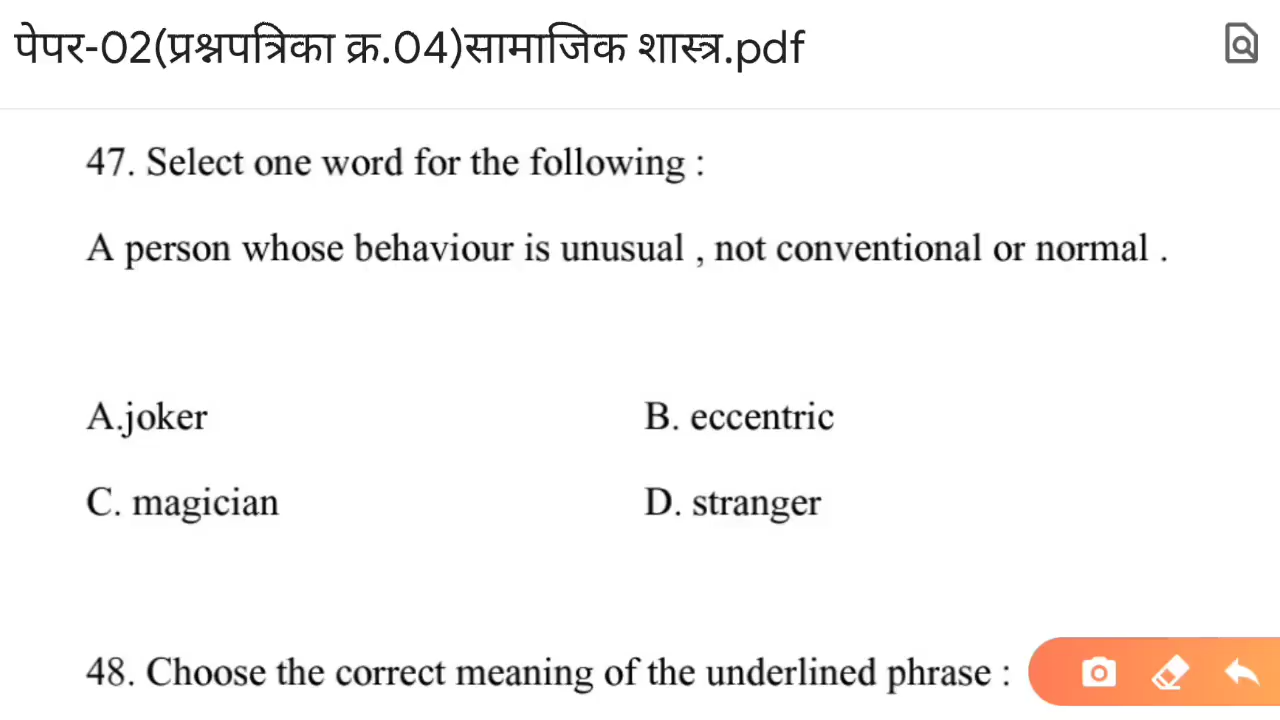 पेपर-02(प्रश्नपत्रिका क्र.04)सामाजिक शास्त्र.pdf
47. Select one word for the following :
A person whose behaviour is unusual , not conventional or normal .
A.joker B. eccentric
C. magician D. stranger
48. Choose the correct meaning of the underlined phrase :